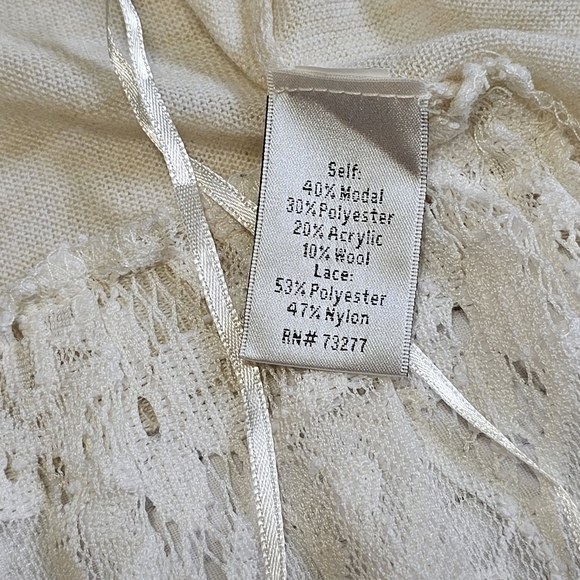 Self:
40% Modal
30% Polyester
20% Acrylic
10% Wool
Lace:
53% Polyester
47% Nylon
RN# 73277